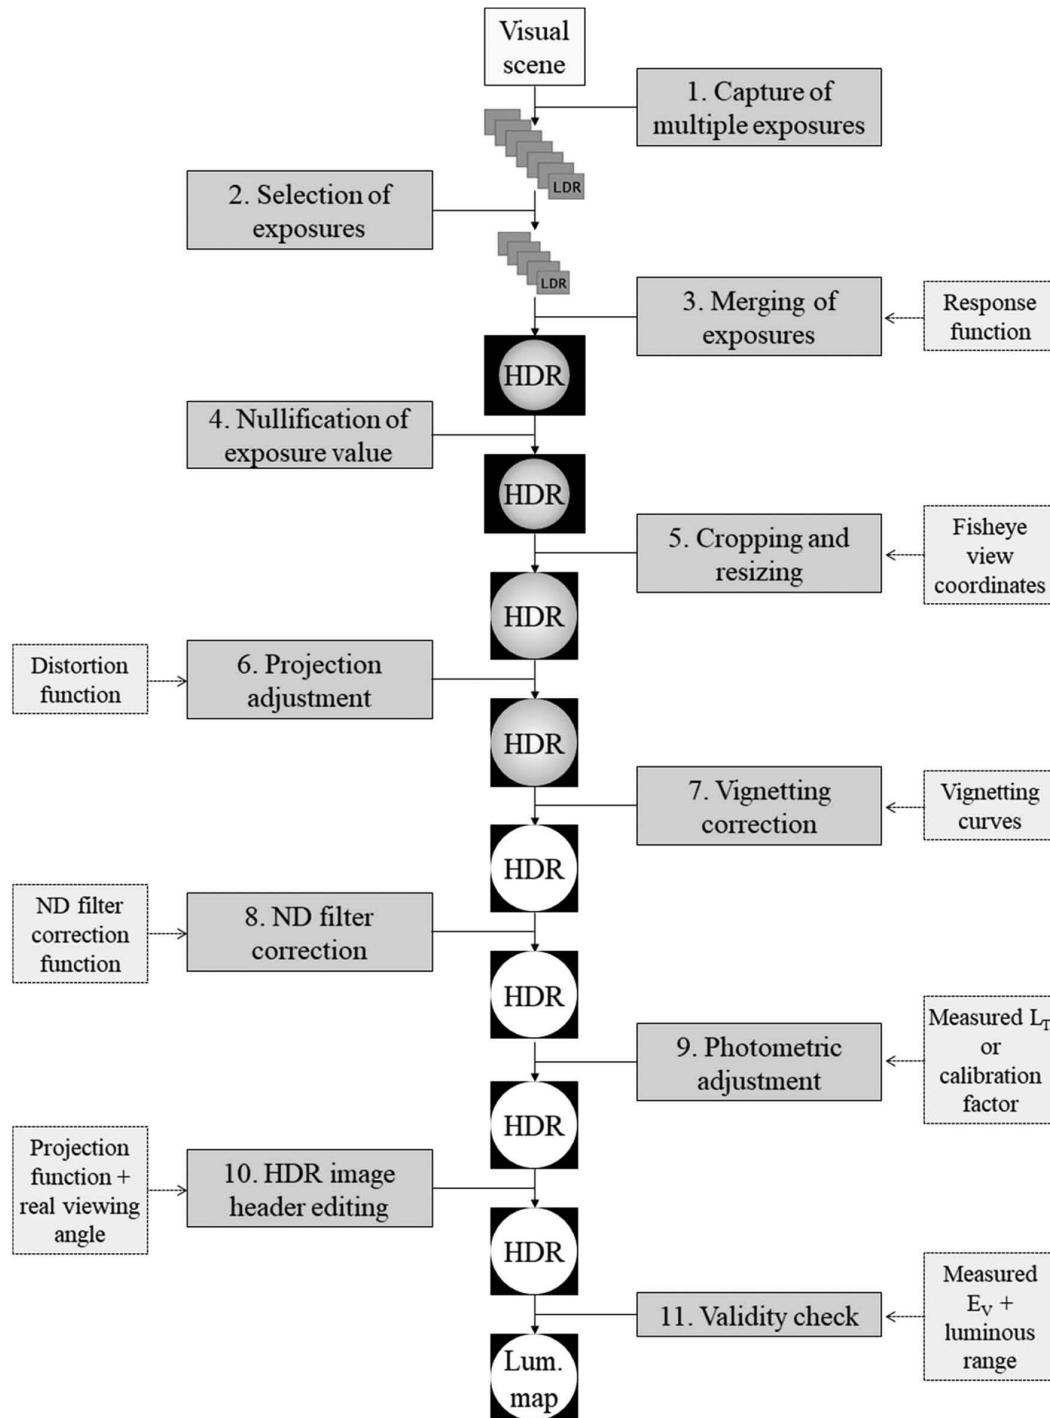 Visual
scene
1. Capture of
multiple exposures
LDR
2. Selection of
exposures
LDR
3. Merging of
exposures
Response
function
HDR
4. Nullification of
exposure value
HDR
5. Cropping and
resizing
Fisheye
view
coordinates
HDR
Distortion
function
6. Projection
adjustment
HDR
7. Vignetting
correction
Vignetting
curves
HDR
ND filter
correction
function
8. ND filter
correction
HDR
9. Photometric
adjustment
Measured L_T
or
calibration
factor
HDR
Projection
function +
real viewing
angle
10. HDR image
header editing
HDR
11. Validity check
Measured
E_V +
luminous
range
Lum.
map